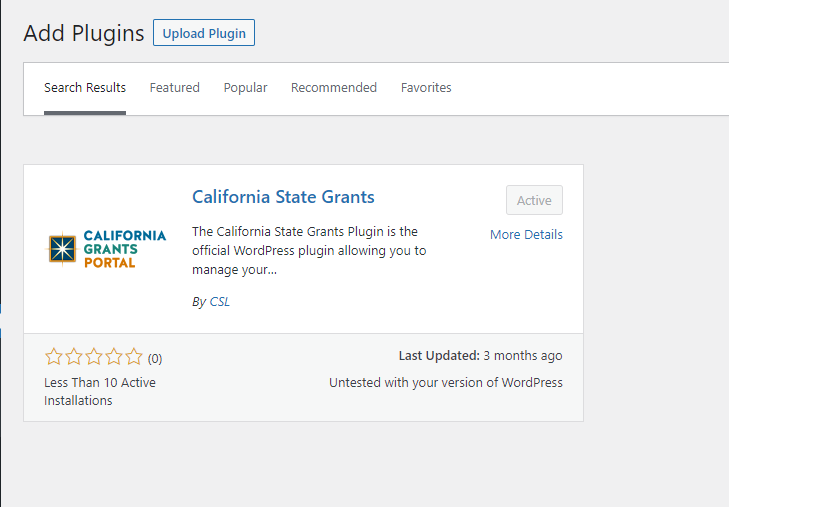 Add Plugins Upload Plugin
Search Results Featured Popular Recommended Favorites
CALIFORNIA
GRANTS
PORTAL
California State Grants
Active
The California State Grants Plugin is the
official WordPress plugin allowing you to
manage your...
More Details
By CSL
(0)
Less Than 10 Active
Installations
Last Updated: 3 months ago
Untested with your version of WordPress